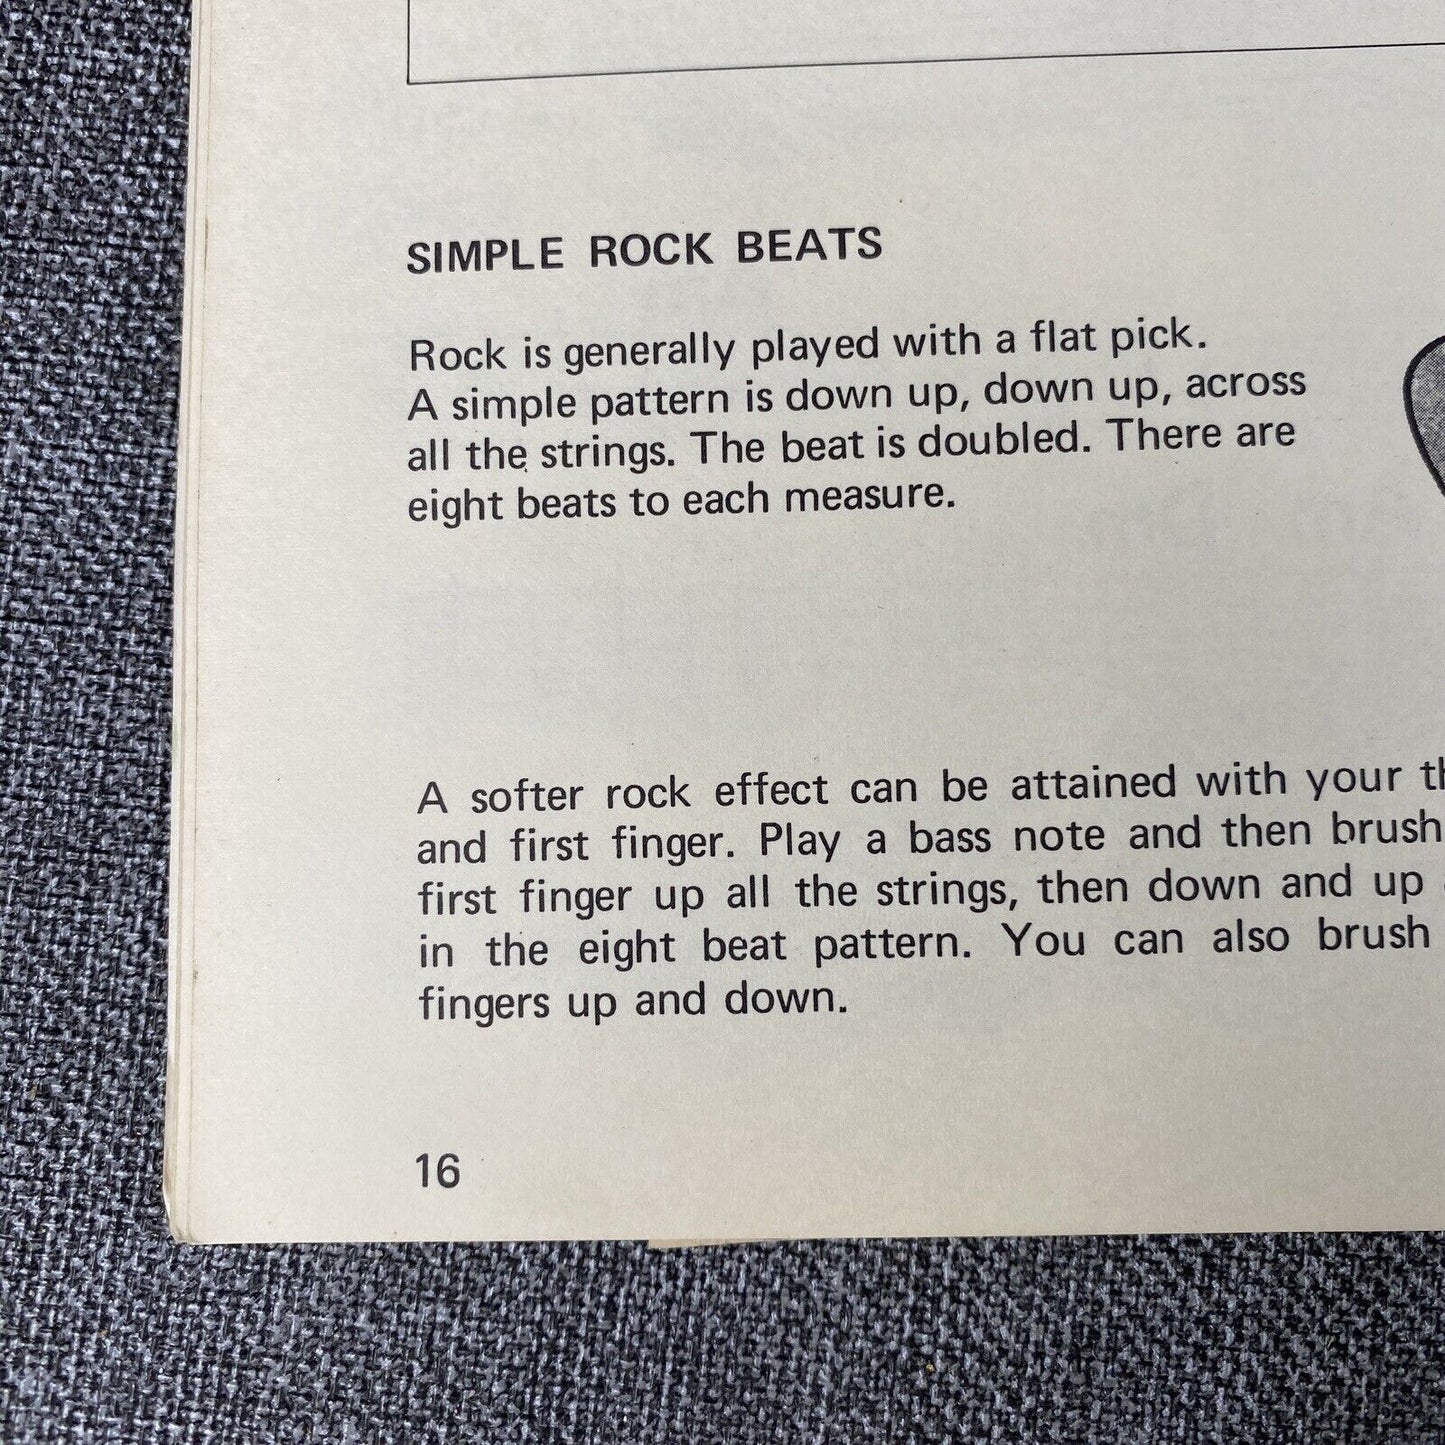 SIMPLE ROCK BEATS
Rock is generally played with a flat pick.
A simple pattern is down up, down up, across
all the strings. The beat is doubled. There are
eight beats to each measure.
A softer rock effect can be attained with your
and first finger. Play a bass note and then brush
first finger up all the strings, then down and up
in the eight beat pattern. You can also brush
fingers up and down.
16